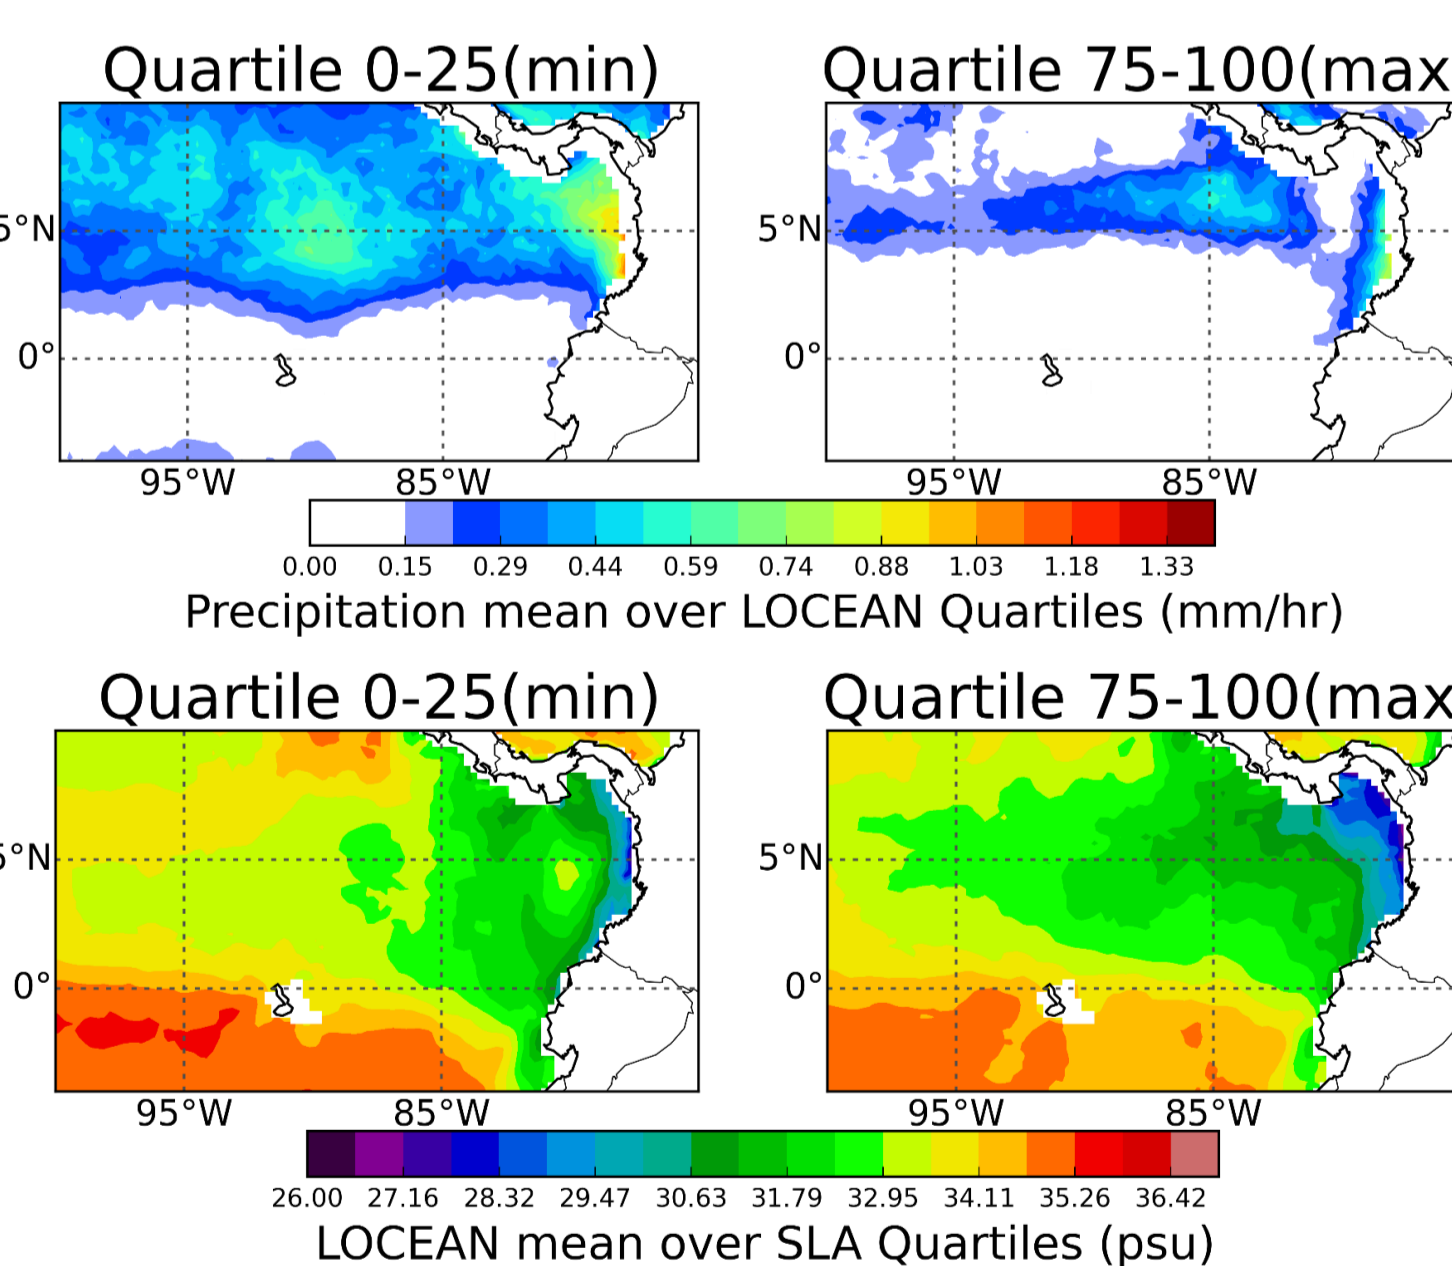 Quartile 0-25(min) Quartile 75-100(max
5°N 5°N
0° 0°
95°W 85°W 95°W 85°W
0.00 0.15 0.29 0.44 0.59 0.74 0.88 1.03 1.18 1.33
Precipitation mean over LOCEAN Quartiles (mm/hr)
Quartile 0-25(min) Quartile 75-100(max
5°N 5°N
0° 0°
95°W 85°W 95°W 85°W
26.00 27.16 28.32 29.47 30.63 31.79 32.95 34.11 35.26 36.42
LOCEAN mean over SLA Quartiles (psu)